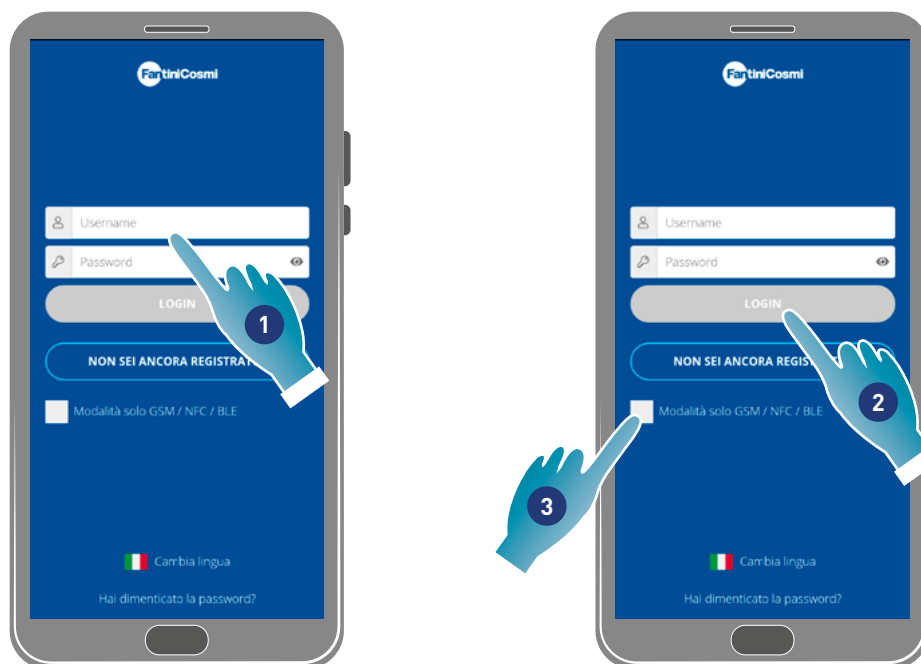 FantiniCosmi
Username
Password
LOGIN
1
NON SEI ANCORA REGISTRAT
Modalità solo GSM / NFC / BLE
Cambia lingua
Hai dimenticato la password?
FantiniCosmi
Username
Password
LOGIN
NON SEI ANCORA REGIST
2
Modalità solo GSM / NFC / BLE
3
Cambia lingua
Hai dimenticato la password?